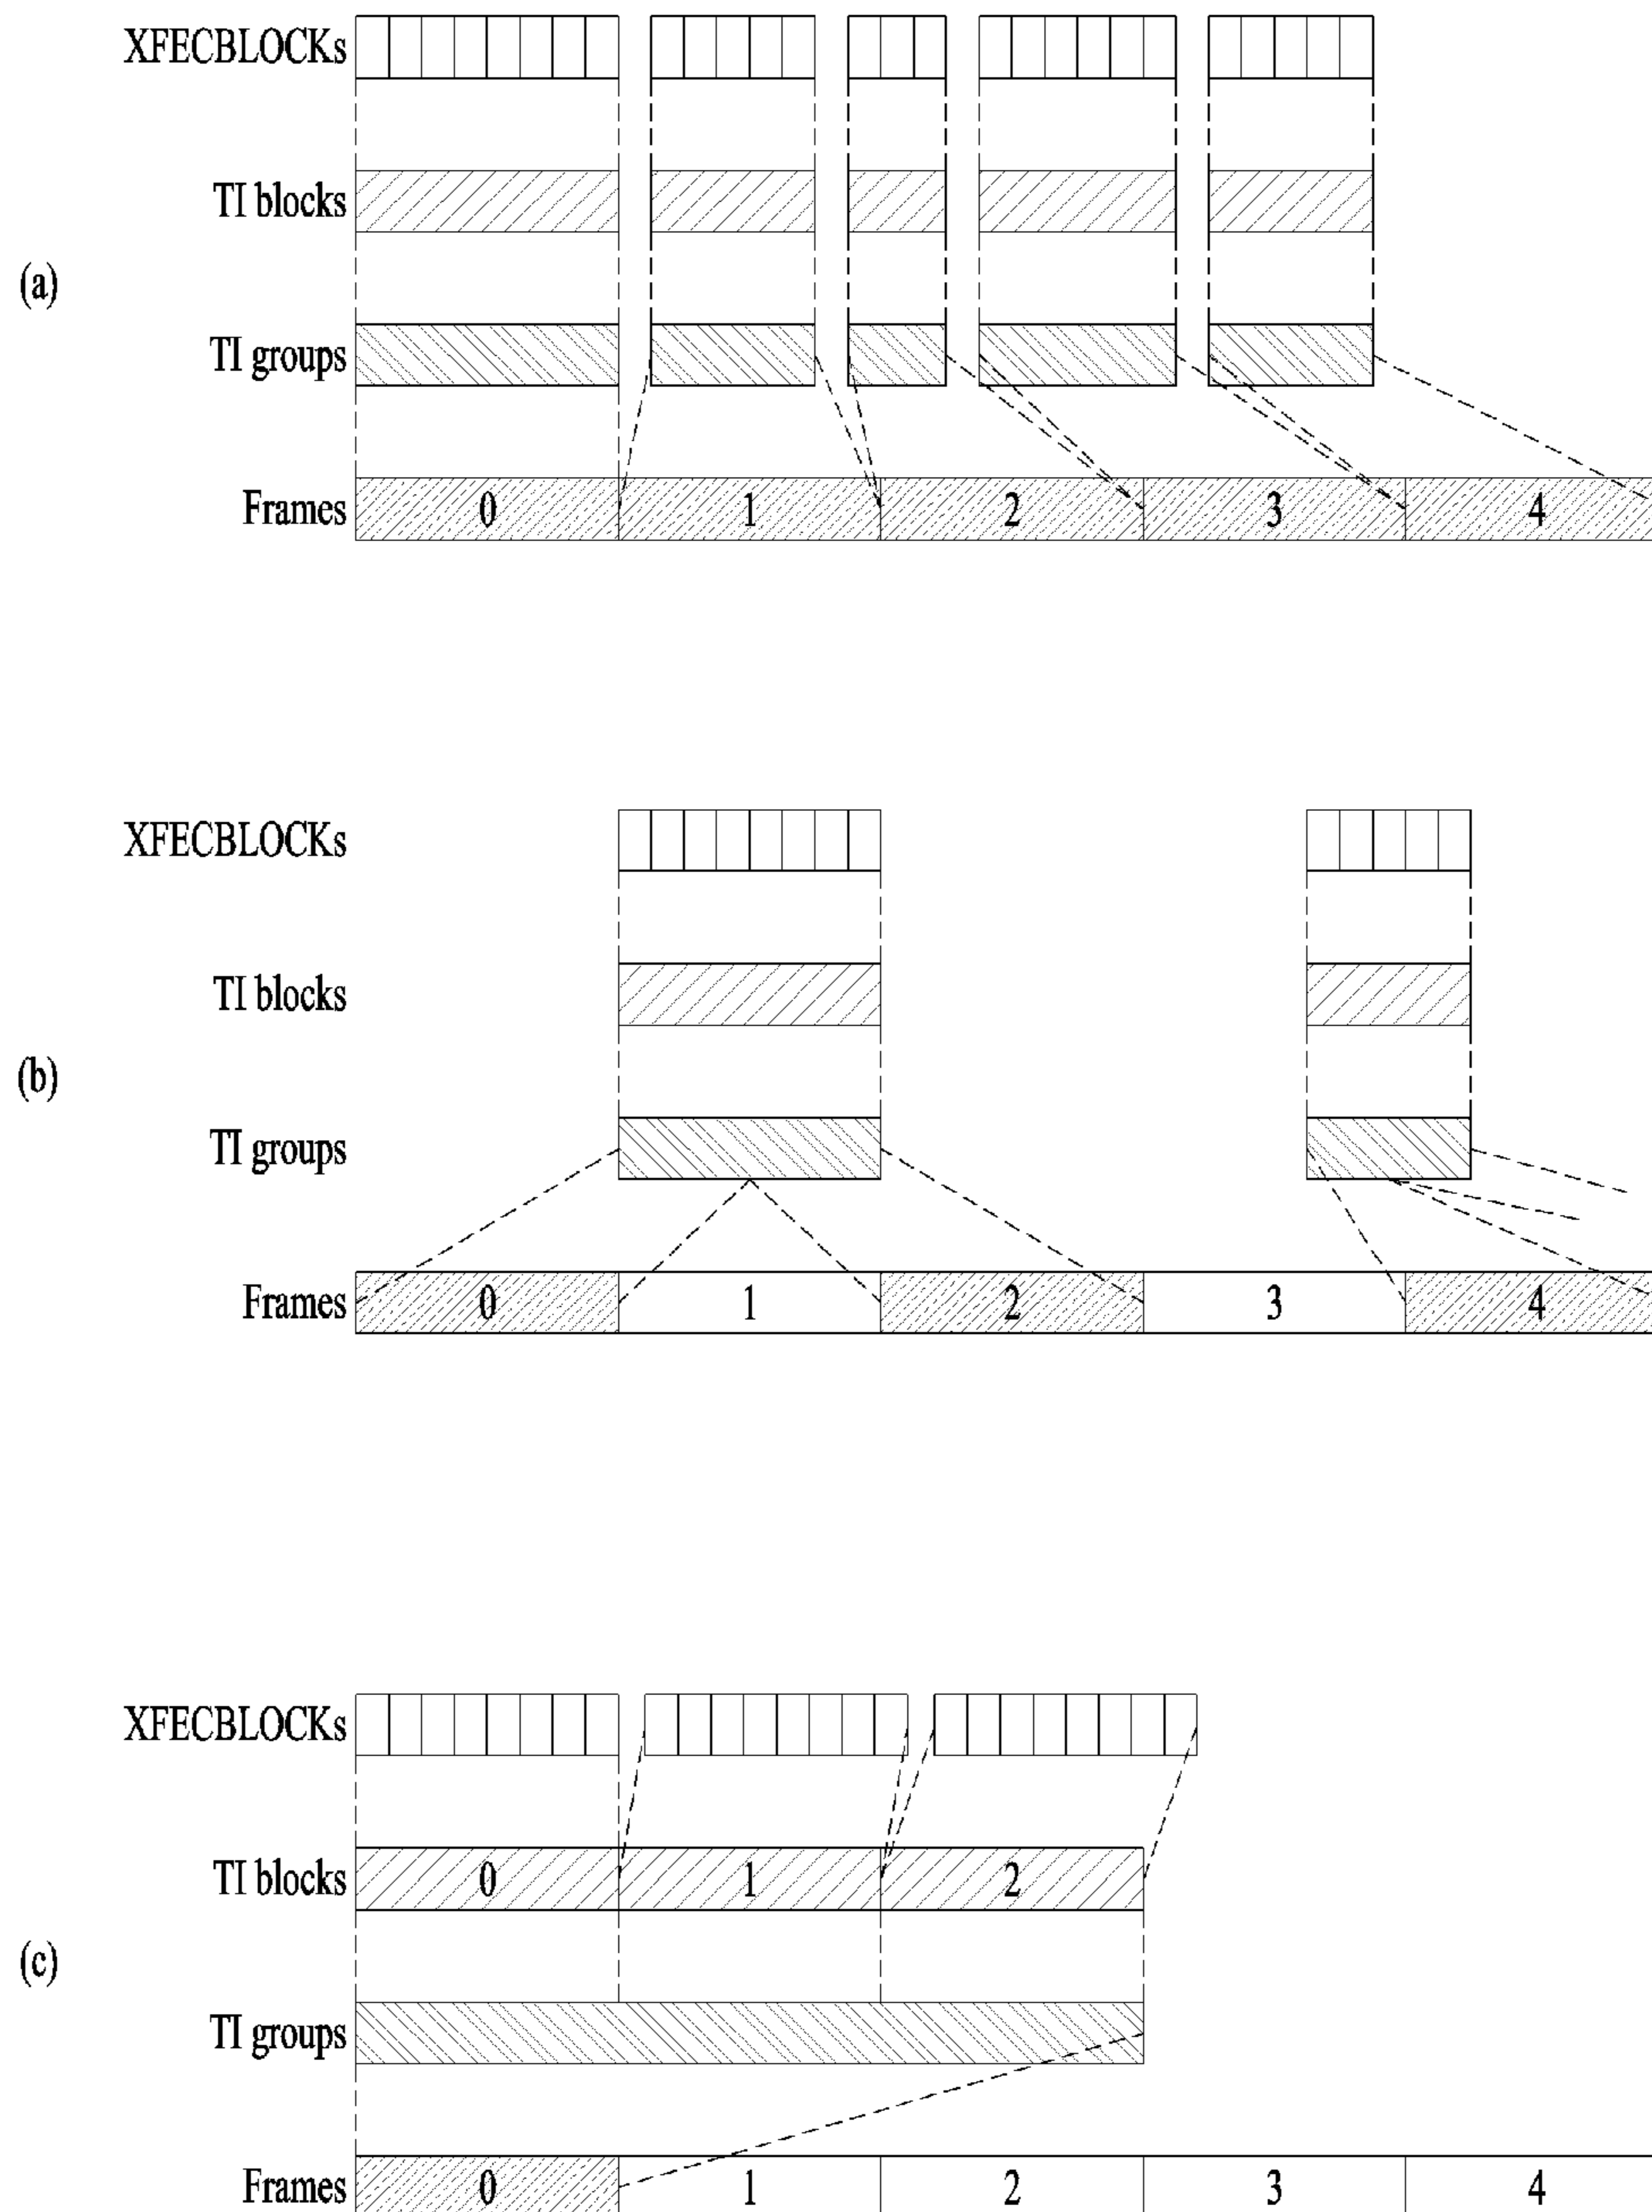 XFECBLOCKs
TI blocks
(a)
TI groups
Frames 0 1 2 3 4
XFECBLOCKs
TI blocks
(b)
TI groups
Frames 0 1 2 3 4
XFECBLOCKs
TI blocks 0 1 2
(c)
TI groups
Frames 0 1 2 3 4